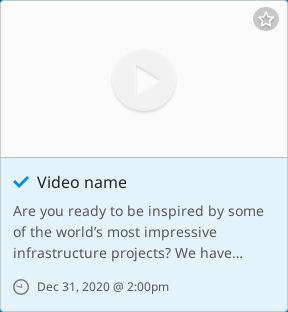 Video name
Are you ready to be inspired by some
of the world’s most impressive
infrastructure projects? We have...
Dec 31, 2020 @ 2:00pm